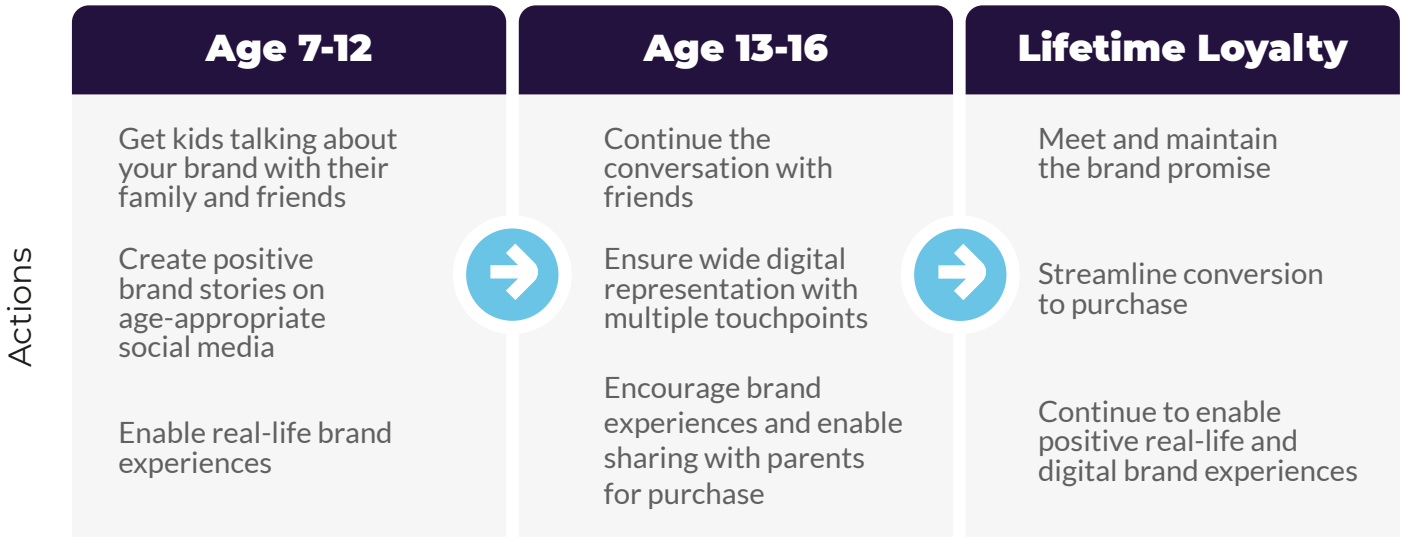 Age 7-12
Get kids talking about
your brand with their
family and friends
Create positive
brand stories on
age-appropriate
social media
Enable real-life brand
experiences
Age 13-16
Continue the
conversation with
friends
Ensure wide digital
representation with
multiple touchpoints
Encourage brand
experiences and enable
sharing with parents
for purchase
Lifetime Loyalty
Meet and maintain
the brand promise
Streamline conversion
to purchase
Continue to enable
positive real-life and
digital brand experiences
Actions